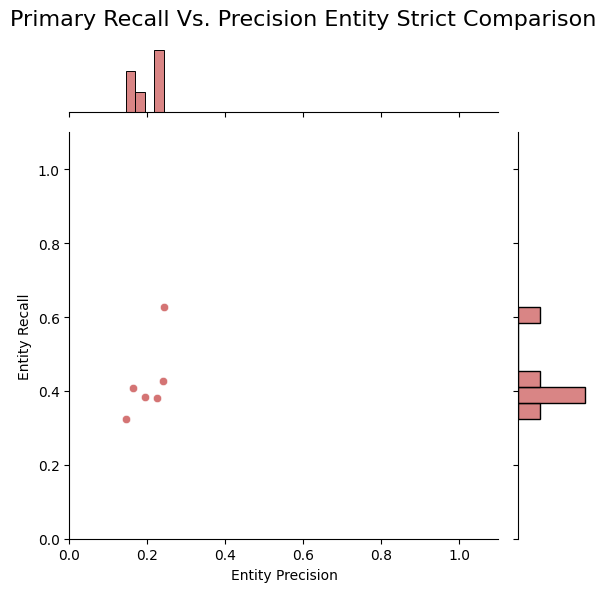 Primary Recall Vs. Precision Entity Strict Comparison
1.0
0.8
0.6
0.4
0.2
0.0
Entity Recall
0.0 0.2 0.4 0.6 0.8 1.0
Entity Precision